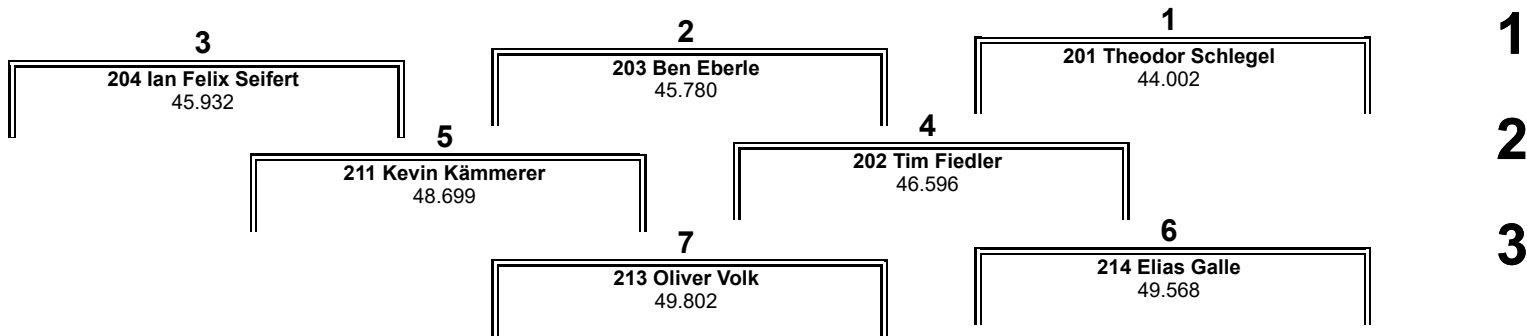 1
1
201 Theodor Schlegel
44.002
2
203 Ben Eberle
45.780
3
204 Ian Felix Seifert
45.932
2
4
202 Tim Fiedler
46.596
5
211 Kevin Kämmerer
48.699
3
6
214 Elias Galle
49.568
7
213 Oliver Volk
49.802